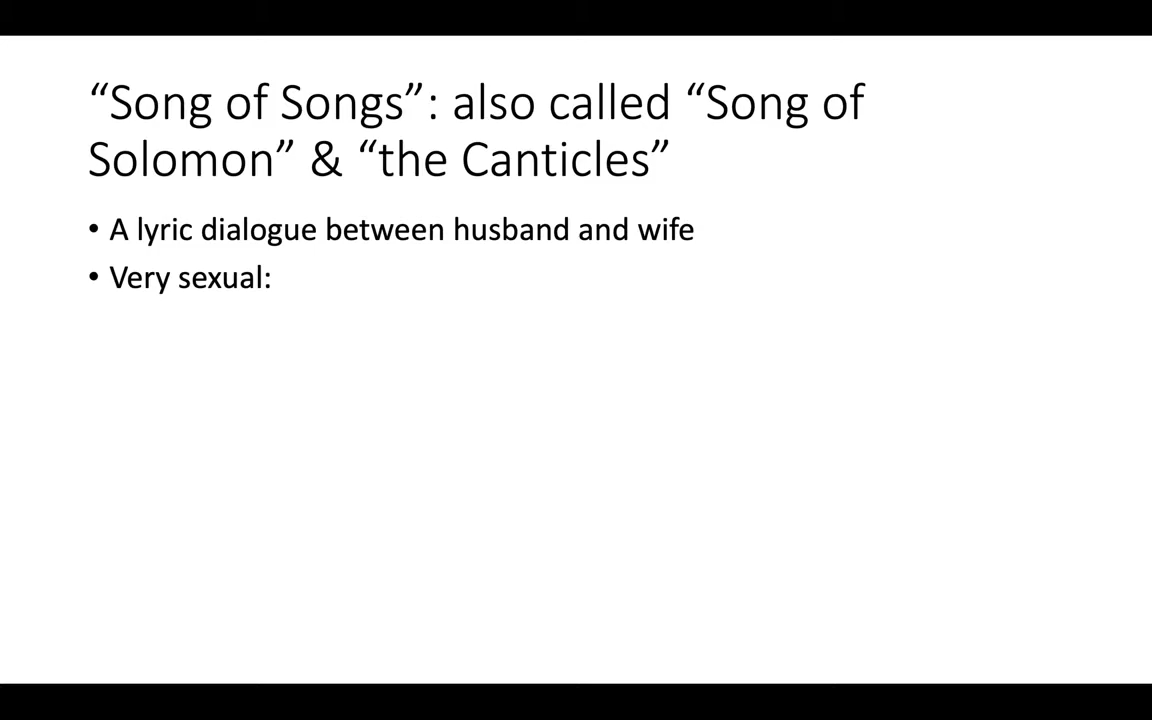 “Song of Songs”: also called “Song of
Solomon” & “the Canticles”
• A lyric dialogue between husband and wife
• Very sexual: